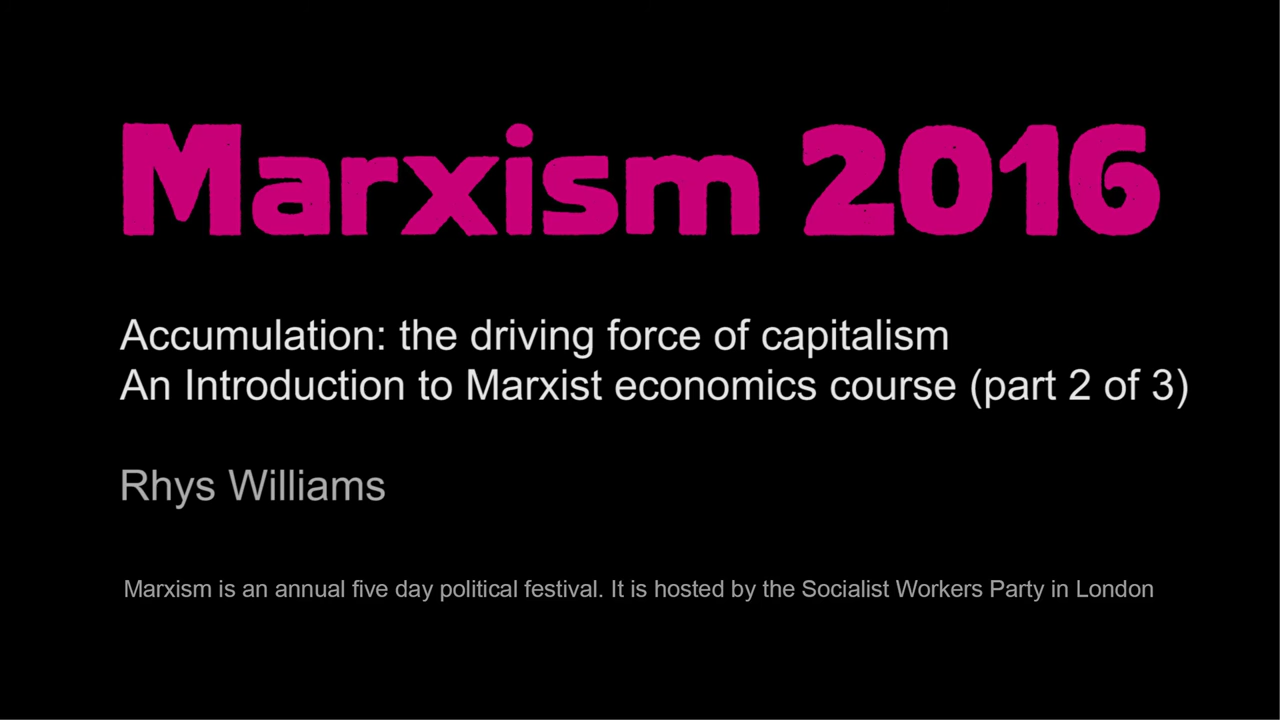 Marxism 2016
Accumulation: the driving force of capitalism
An Introduction to Marxist economics course (part 2 of 3)
Rhys Williams
Marxism is an annual five day political festival. It is hosted by the Socialist Workers Party in London